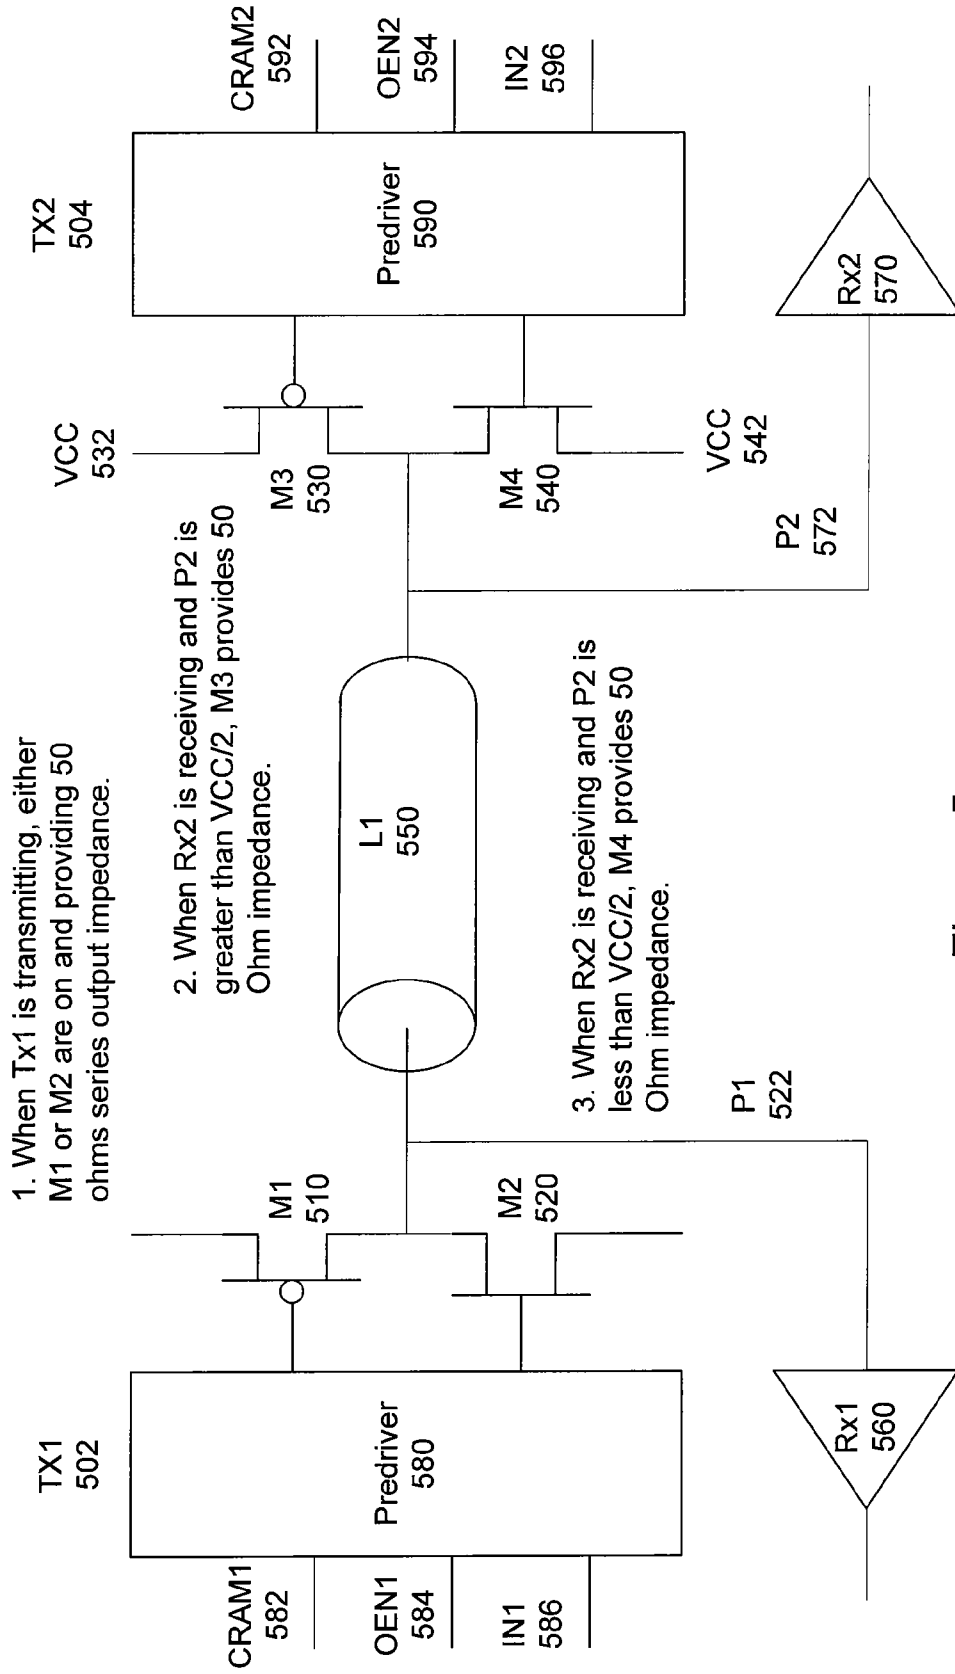 1. When Tx1 is transmitting, either
M1 or M2 are on and providing 50
ohms series output impedance.
2. When Rx2 is receiving and P2 is
greater than VCC/2, M3 provides 50
Ohm impedance.
3. When Rx2 is receiving and P2 is
less than VCC/2, M4 provides 50
Ohm impedance.
TX1
502
CRAM1
582
OEN1
584
IN1
586
Predriver
580
M1
510
M2
520
P1
522
Rx1
560
L1
550
VCC
532
M3
530
M4
540
VCC
542
P2
572
Rx2
570
TX2
504
Predriver
590
CRAM2
592
OEN2
594
IN2
596